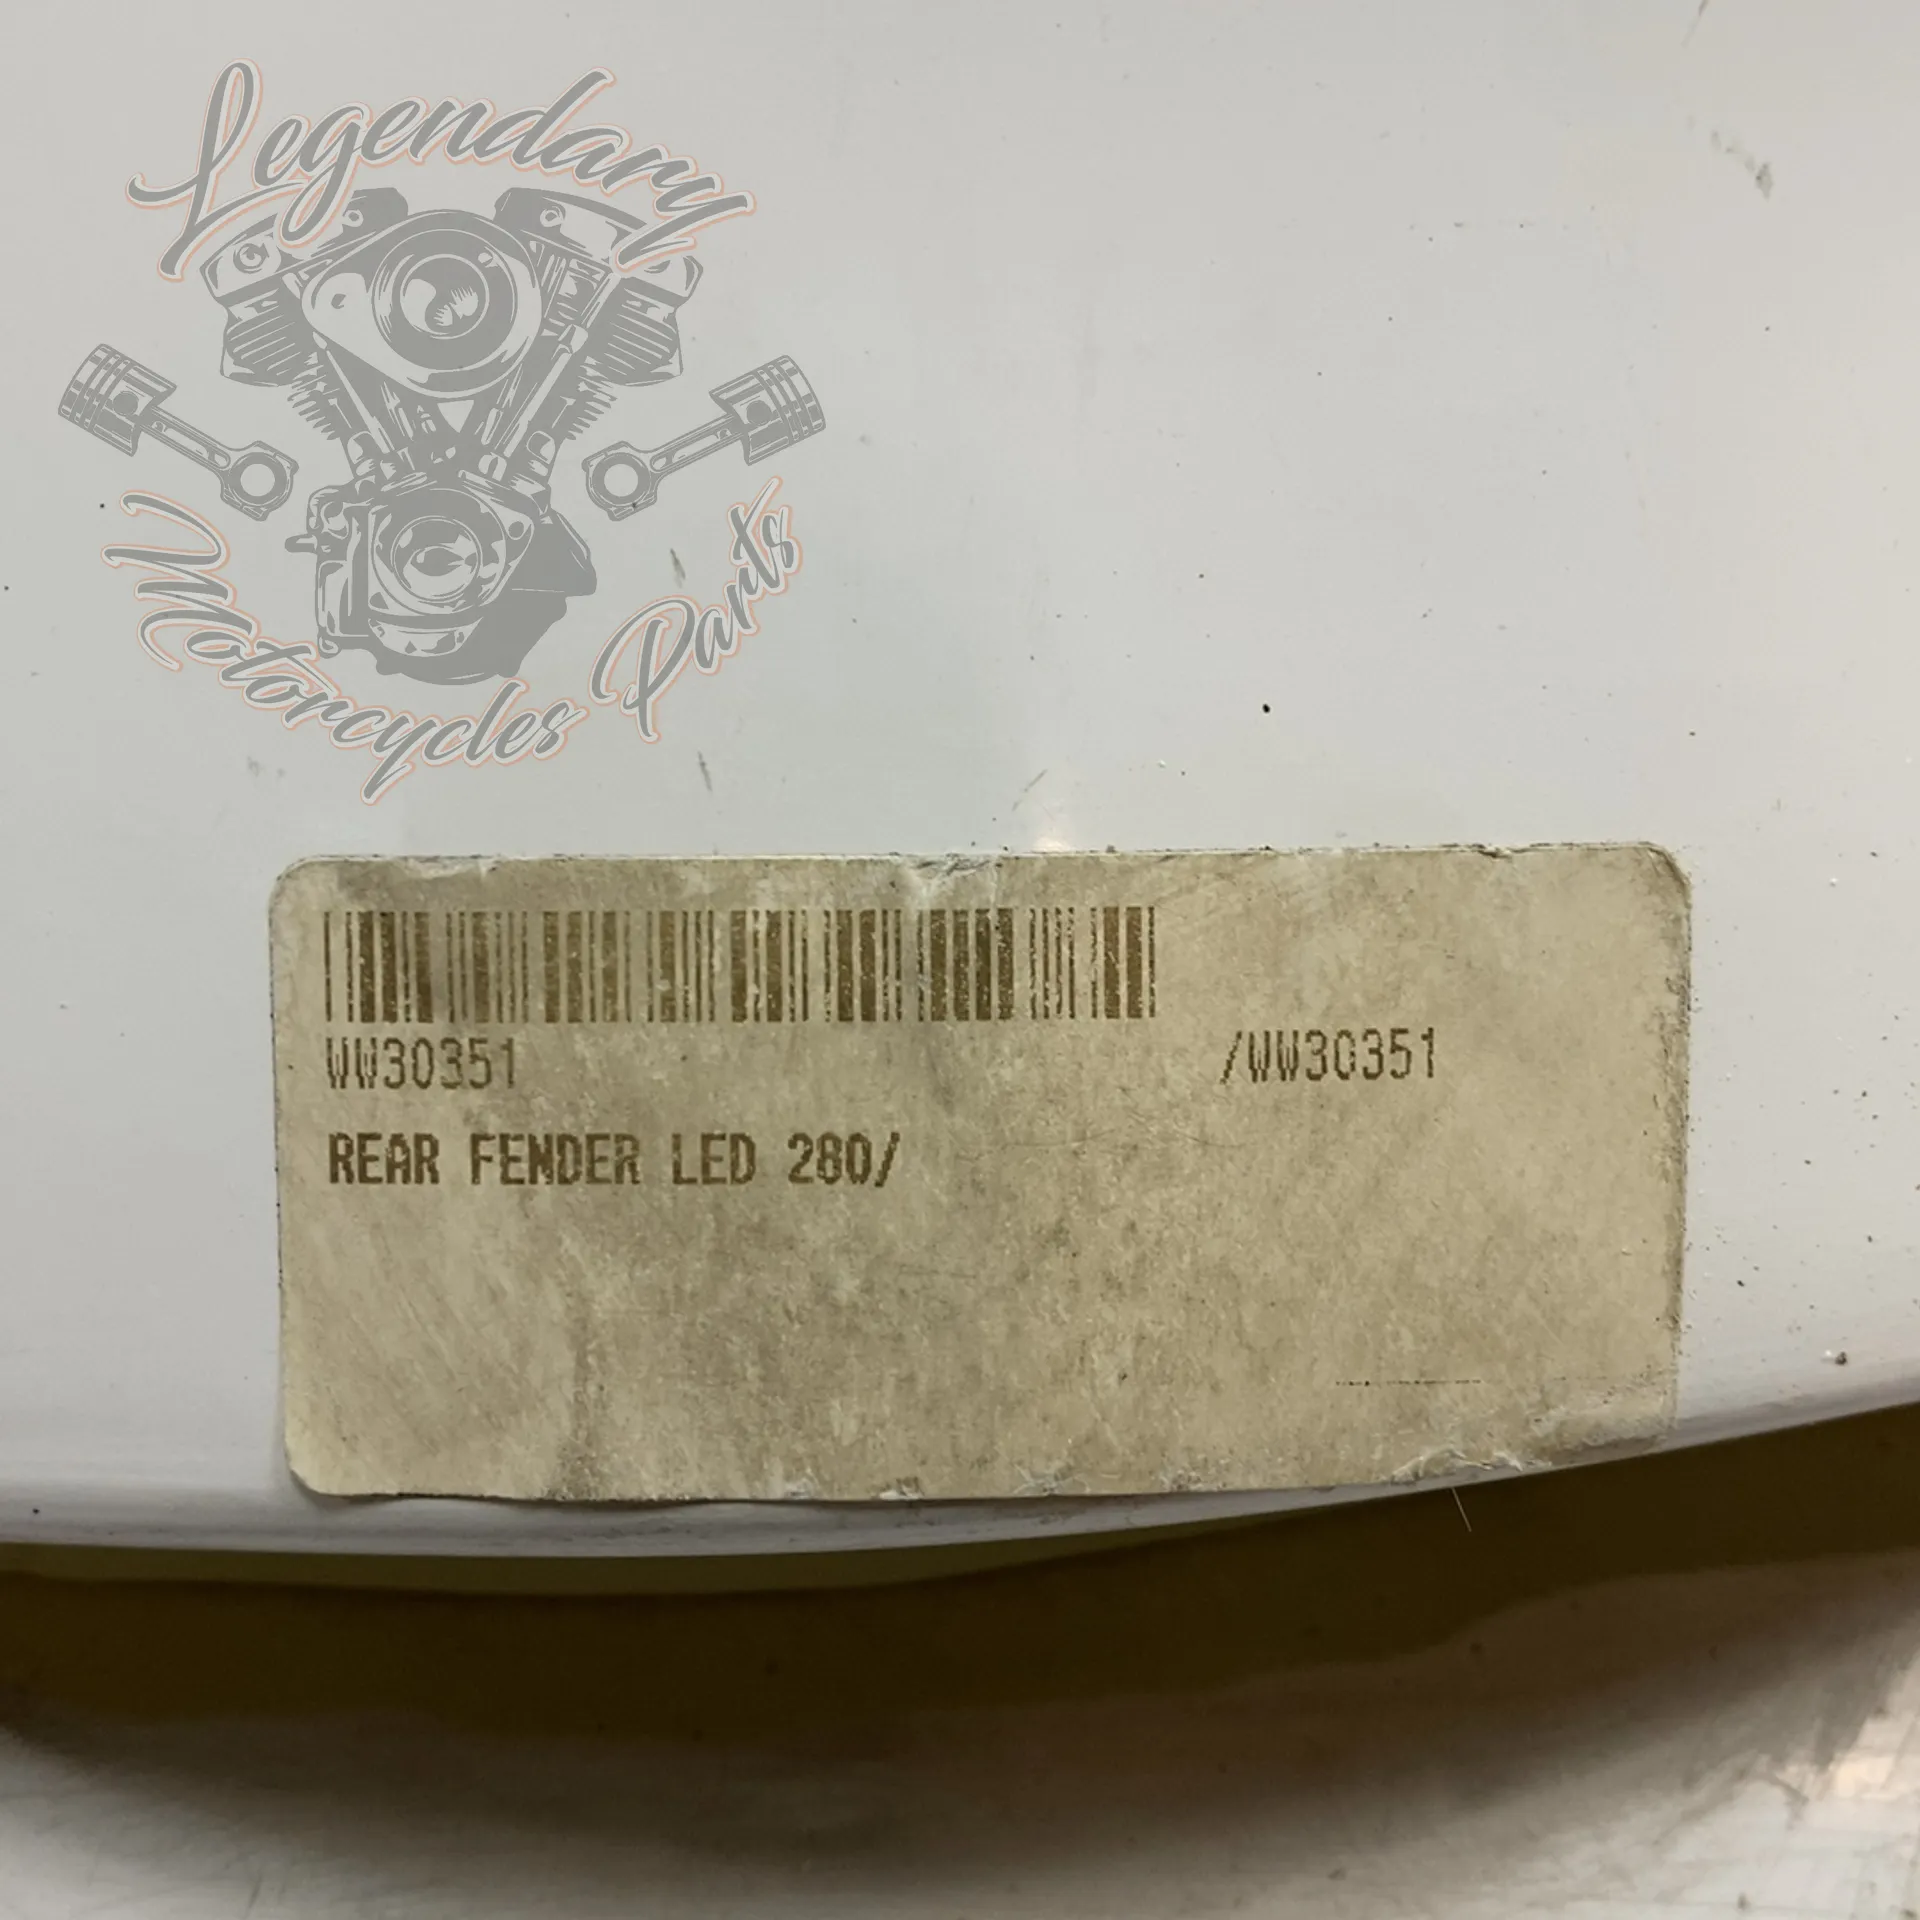 Legendary
Motorcycles Parts
WW30351 /WW30351
REAR FENDER LED 280/